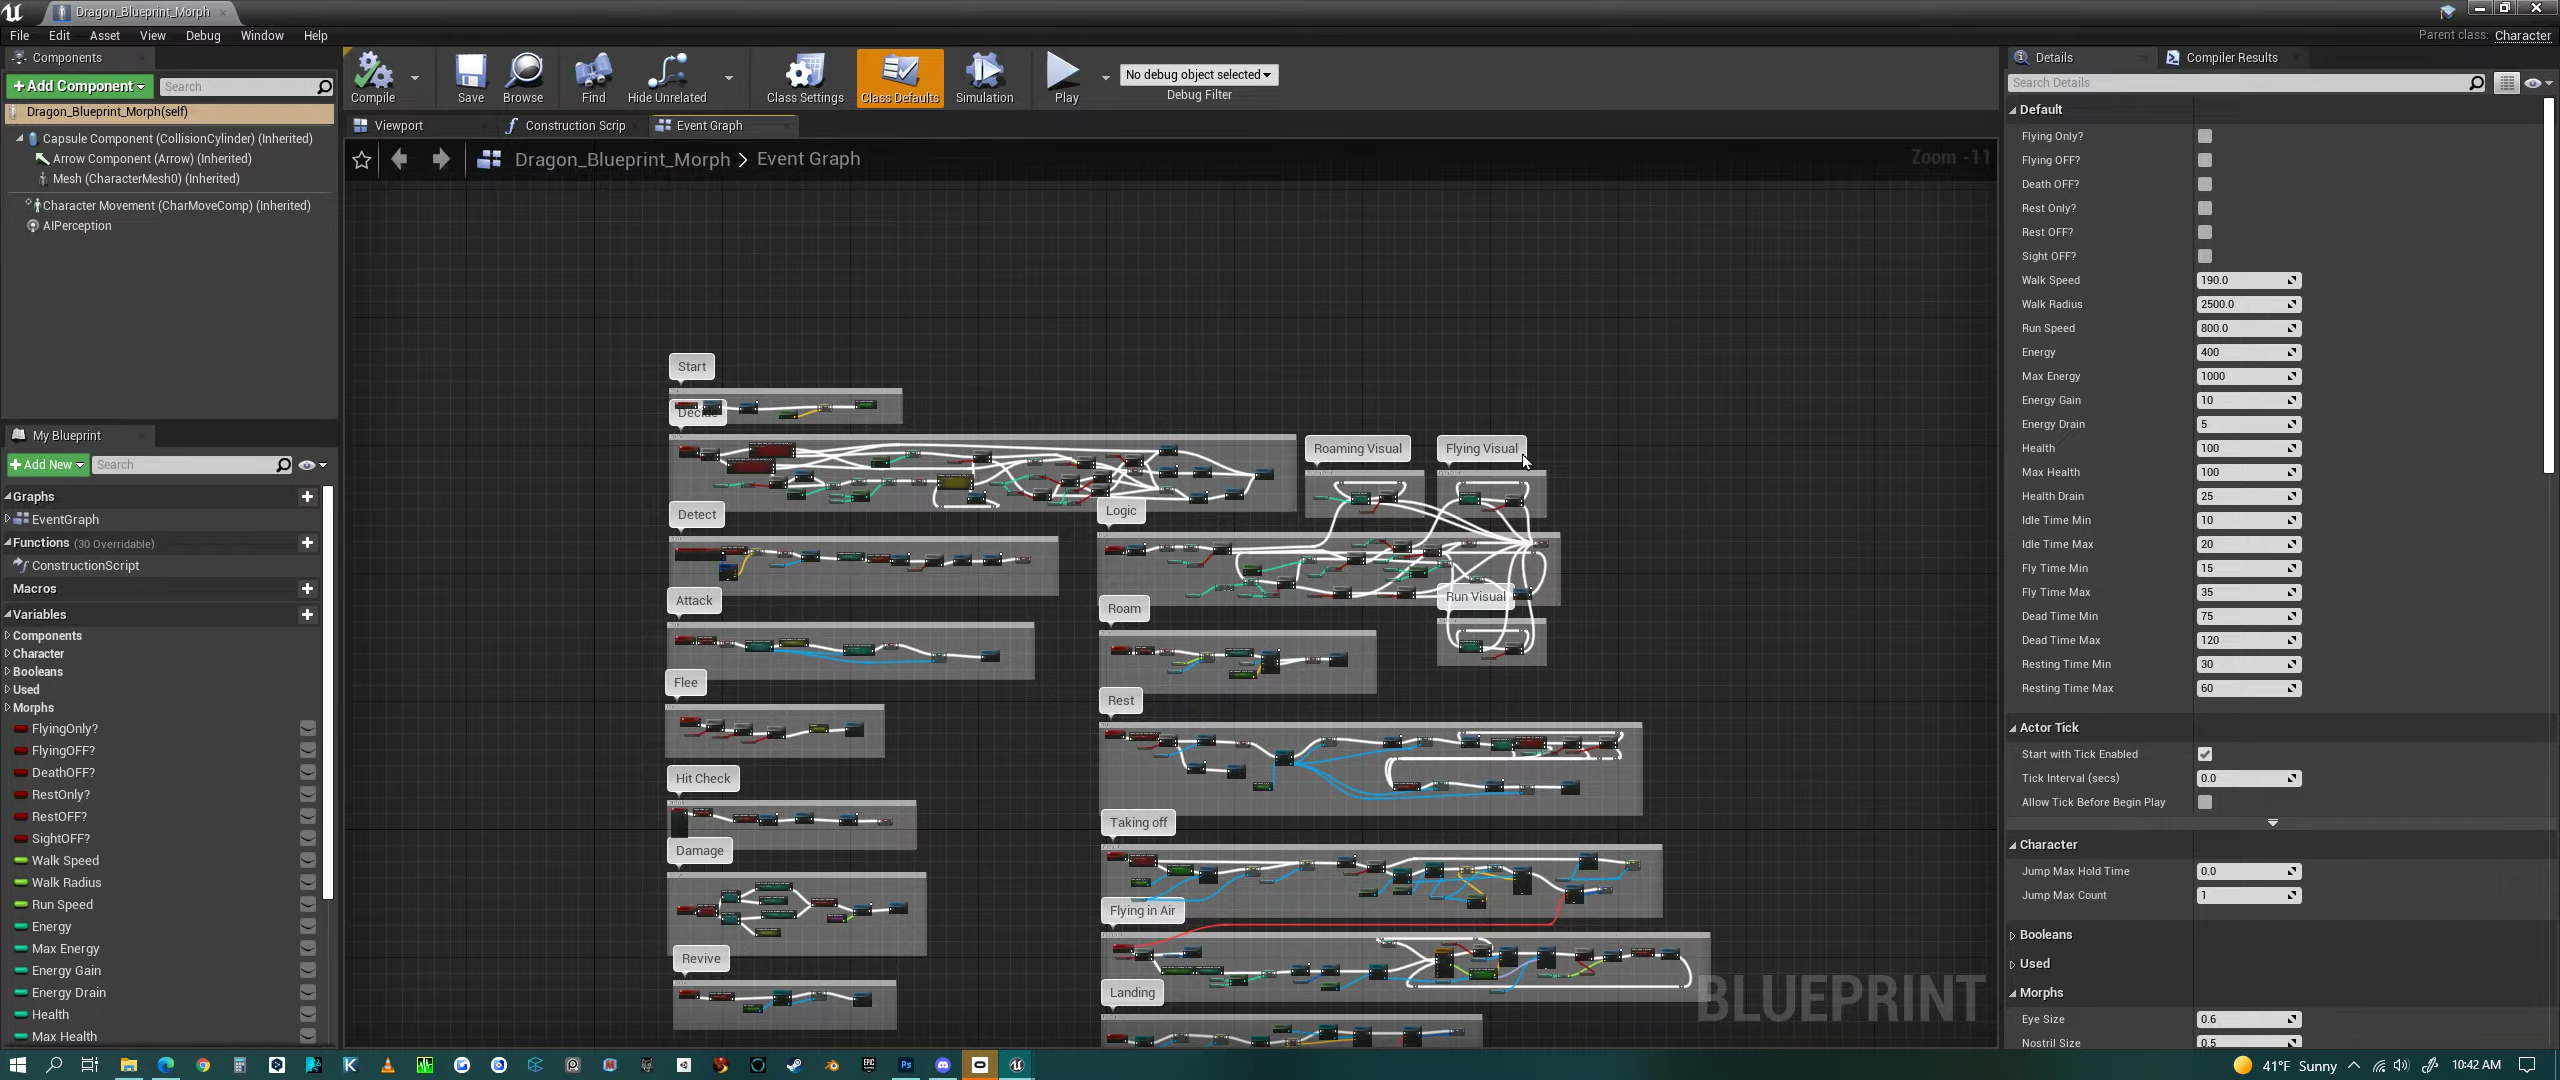 Dragon_Blueprint_Morph
File Edit Asset View Debug Window Help
Parent class: Character
Components
Add Component
Search
Dragon_Blueprint_Morph(self)
Capsule Component (CollisionCylinder) (Inherited)
Arrow Component (Arrow) (Inherited)
Mesh (CharacterMesh0) (Inherited)
Character Movement (CharMoveComp) (Inherited)
AIPerception
My Blueprint
Add New
Search
Graphs
EventGraph
Functions (30 Overridable)
ConstructionScript
Macros
Variables
Components
Character
Booleans
Used
Morphs
FlyingOnly?
FlyingOFF?
DeathOFF?
RestOnly?
RestOFF?
SightOFF?
Walk Speed
Walk Radius
Run Speed
Energy
Max Energy
Energy Gain
Energy Drain
Health
Max Health
Compile
Save
Browse
Find
Hide Unrelated
Class Settings
Class Defaults
Simulation
Play
No debug object selected
Debug Filter
Viewport
Construction Scrip
Event Graph
Dragon_Blueprint_Morph > Event Graph
Zoom -11
Start
Decide
Roaming Visual
Flying Visual
Detect
Logic
Attack
Run Visual
Roam
Flee
Rest
Hit Check
Taking off
Damage
Flying in Air
Revive
Landing
BLUEPRINT
Details
Compiler Results
Search Details
Default
Flying Only?
Flying OFF?
Death OFF?
Rest Only?
Rest OFF?
Sight OFF?
Walk Speed 190.0
Walk Radius 2500.0
Run Speed 800.0
Energy 400
Max Energy 1000
Energy Gain 10
Energy Drain 5
Health 100
Max Health 100
Health Drain 25
Idle Time Min 10
Idle Time Max 20
Fly Time Min 15
Fly Time Max 35
Dead Time Min 75
Dead Time Max 120
Resting Time Min 30
Resting Time Max 60
Actor Tick
Start with Tick Enabled
Tick Interval (secs) 0.0
Allow Tick Before Begin Play
Character
Jump Max Hold Time 0.0
Jump Max Count 1
Booleans
Used
Morphs
Eye Size 0.6
Nostril Size 0.5
41°F Sunny
10:42 AM